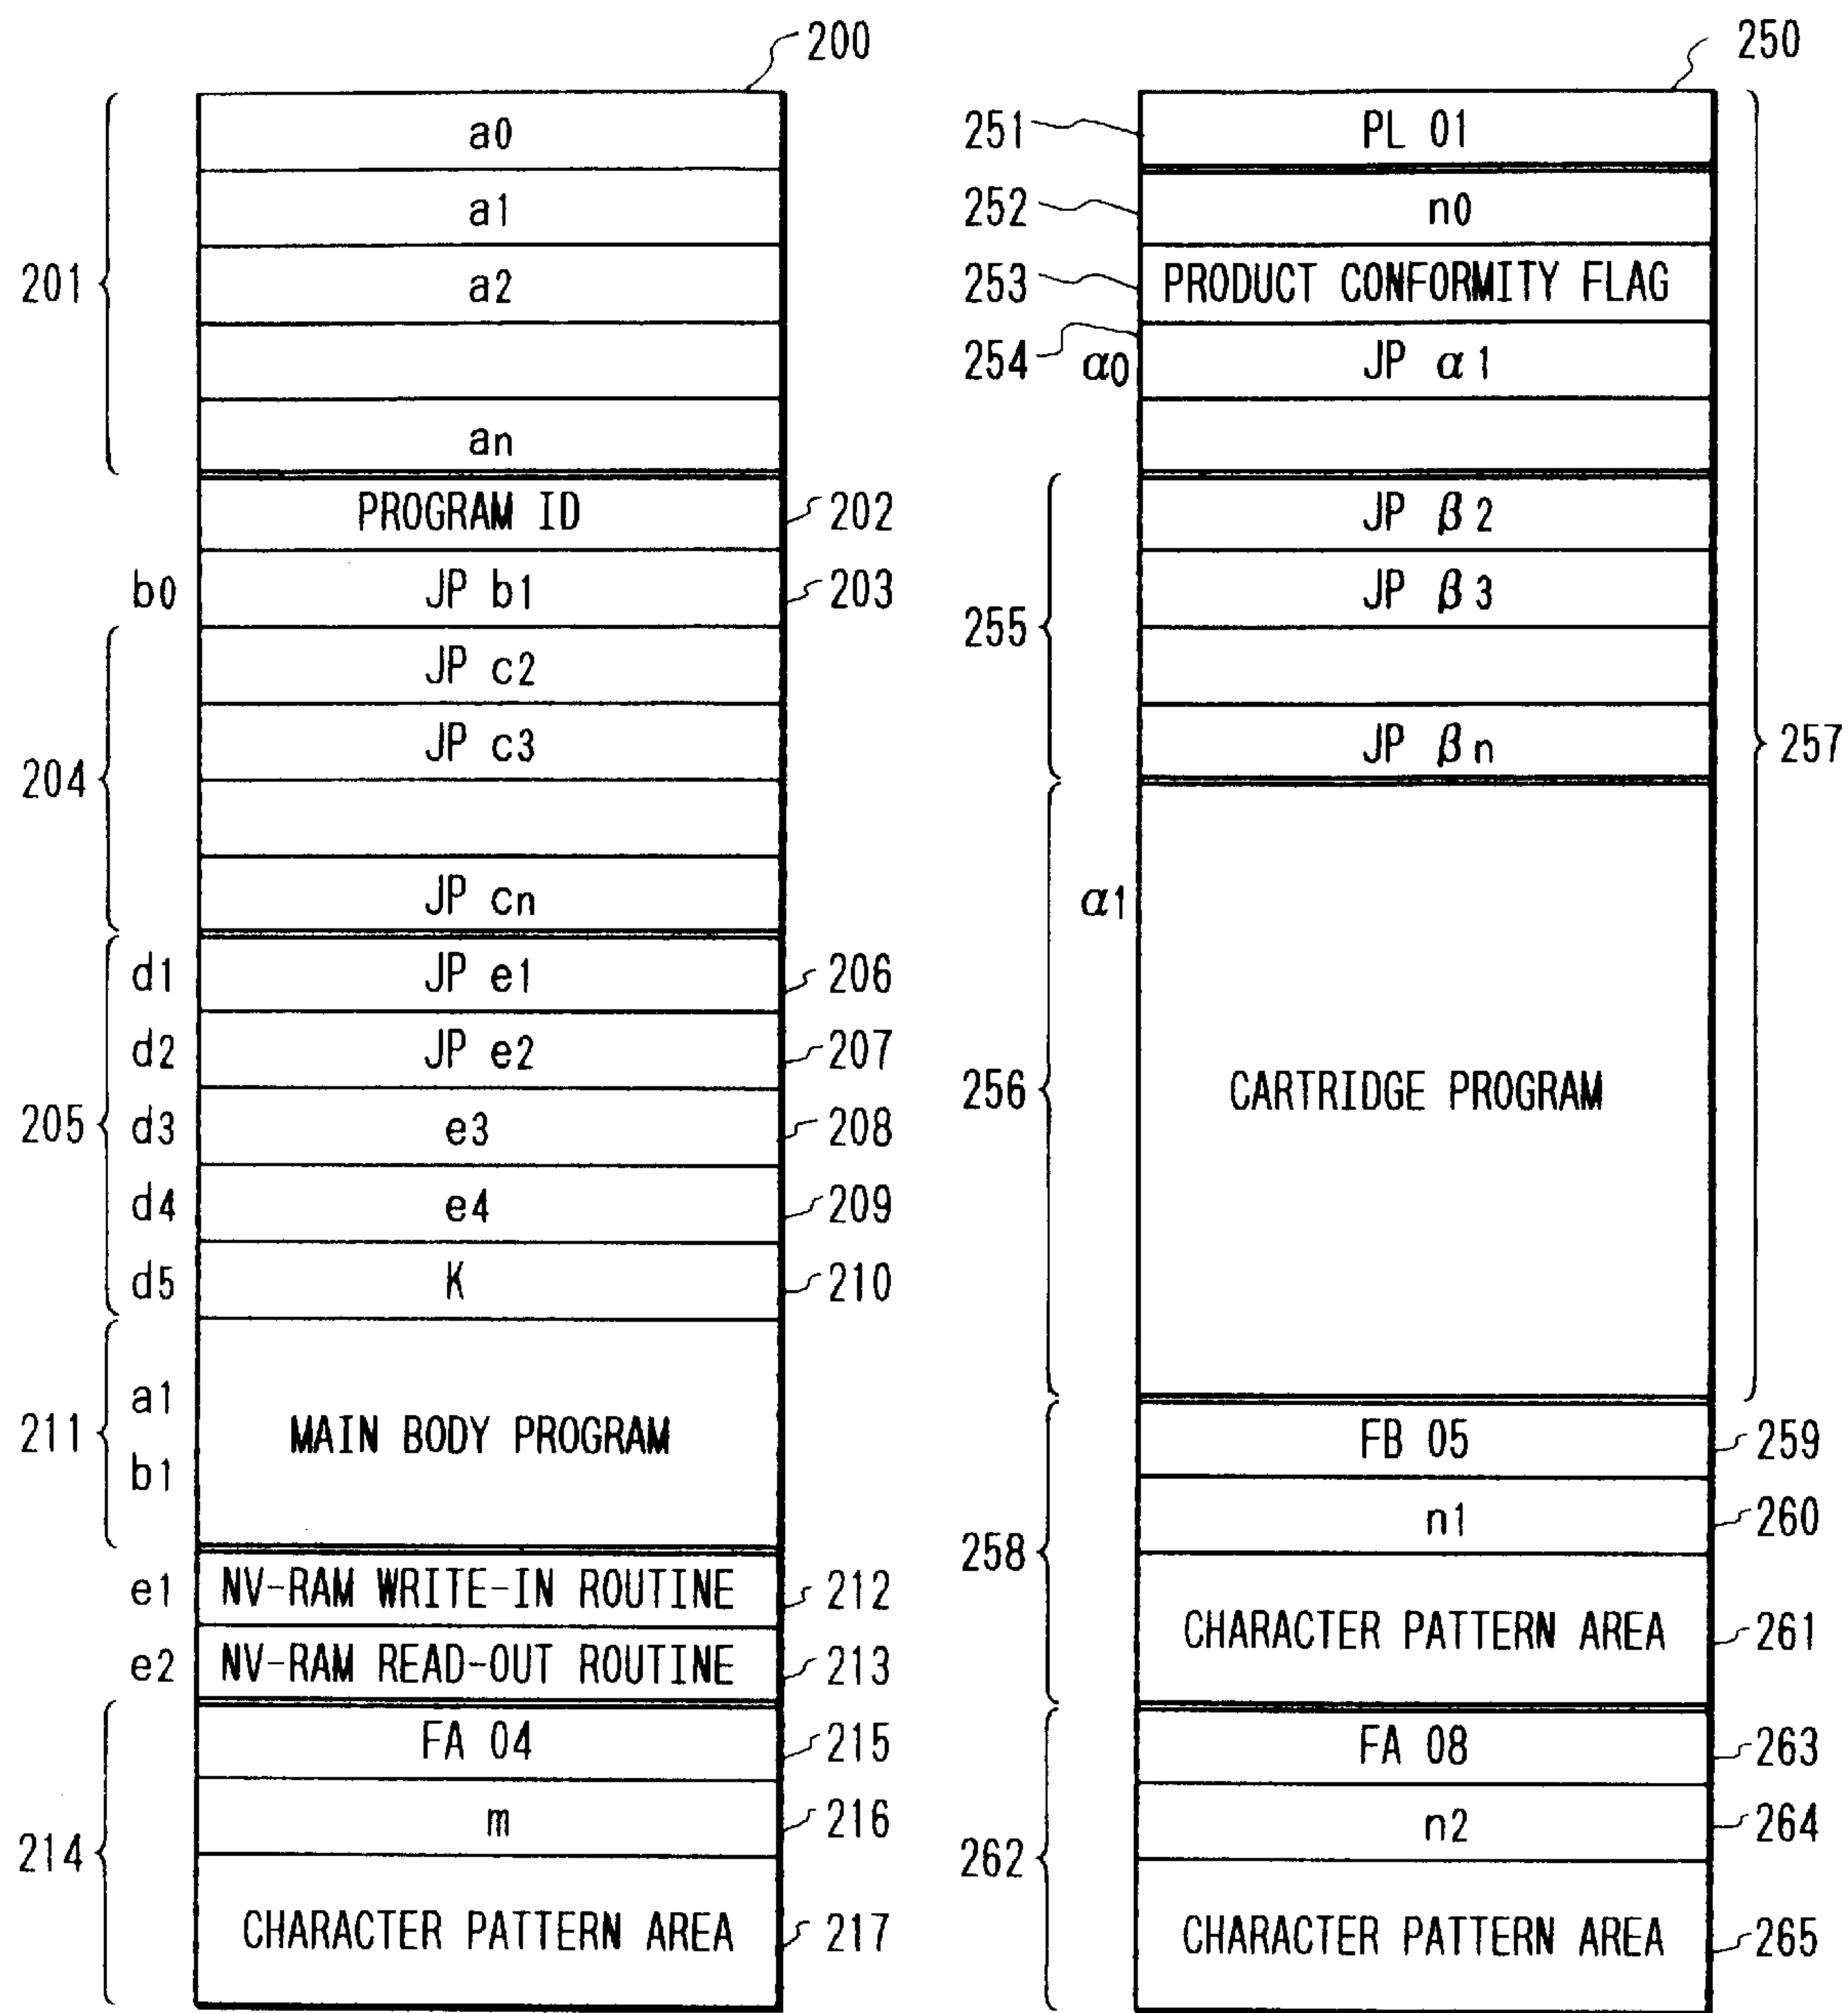 200
201
a0
a1
a2
an
PROGRAM ID 202
b0 JP b1 203
204
JP c2
JP c3
JP cn
205
d1 JP e1 206
d2 JP e2 207
d3 e3 208
d4 e4 209
d5 K 210
211
a1
MAIN BODY PROGRAM
b1
e1 NV-RAM WRITE-IN ROUTINE 212
e2 NV-RAM READ-OUT ROUTINE 213
214
FA 04 215
m 216
CHARACTER PATTERN AREA 217
250
251 PL 01
252 n0
253 PRODUCT CONFORMITY FLAG
254 α0 JP α1
255
JP β2
JP β3
JP βn
257
256
α1
CARTRIDGE PROGRAM
258
FB 05 259
n1 260
CHARACTER PATTERN AREA 261
262
FA 08 263
n2 264
CHARACTER PATTERN AREA 265